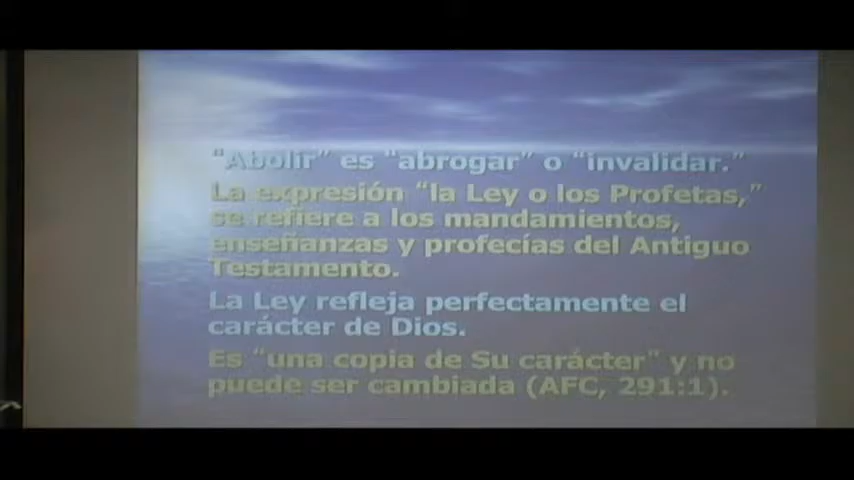 “Abolir” es “abrogar” o “invalidar.”
La expresión “la Ley o los Profetas,”
se refiere a los mandamientos,
enseñanzas y profecías del Antiguo
Testamento.
La Ley refleja perfectamente el
carácter de Dios.
Es “una copia de Su carácter” y no
puede ser cambiada (AFC, 291:1).